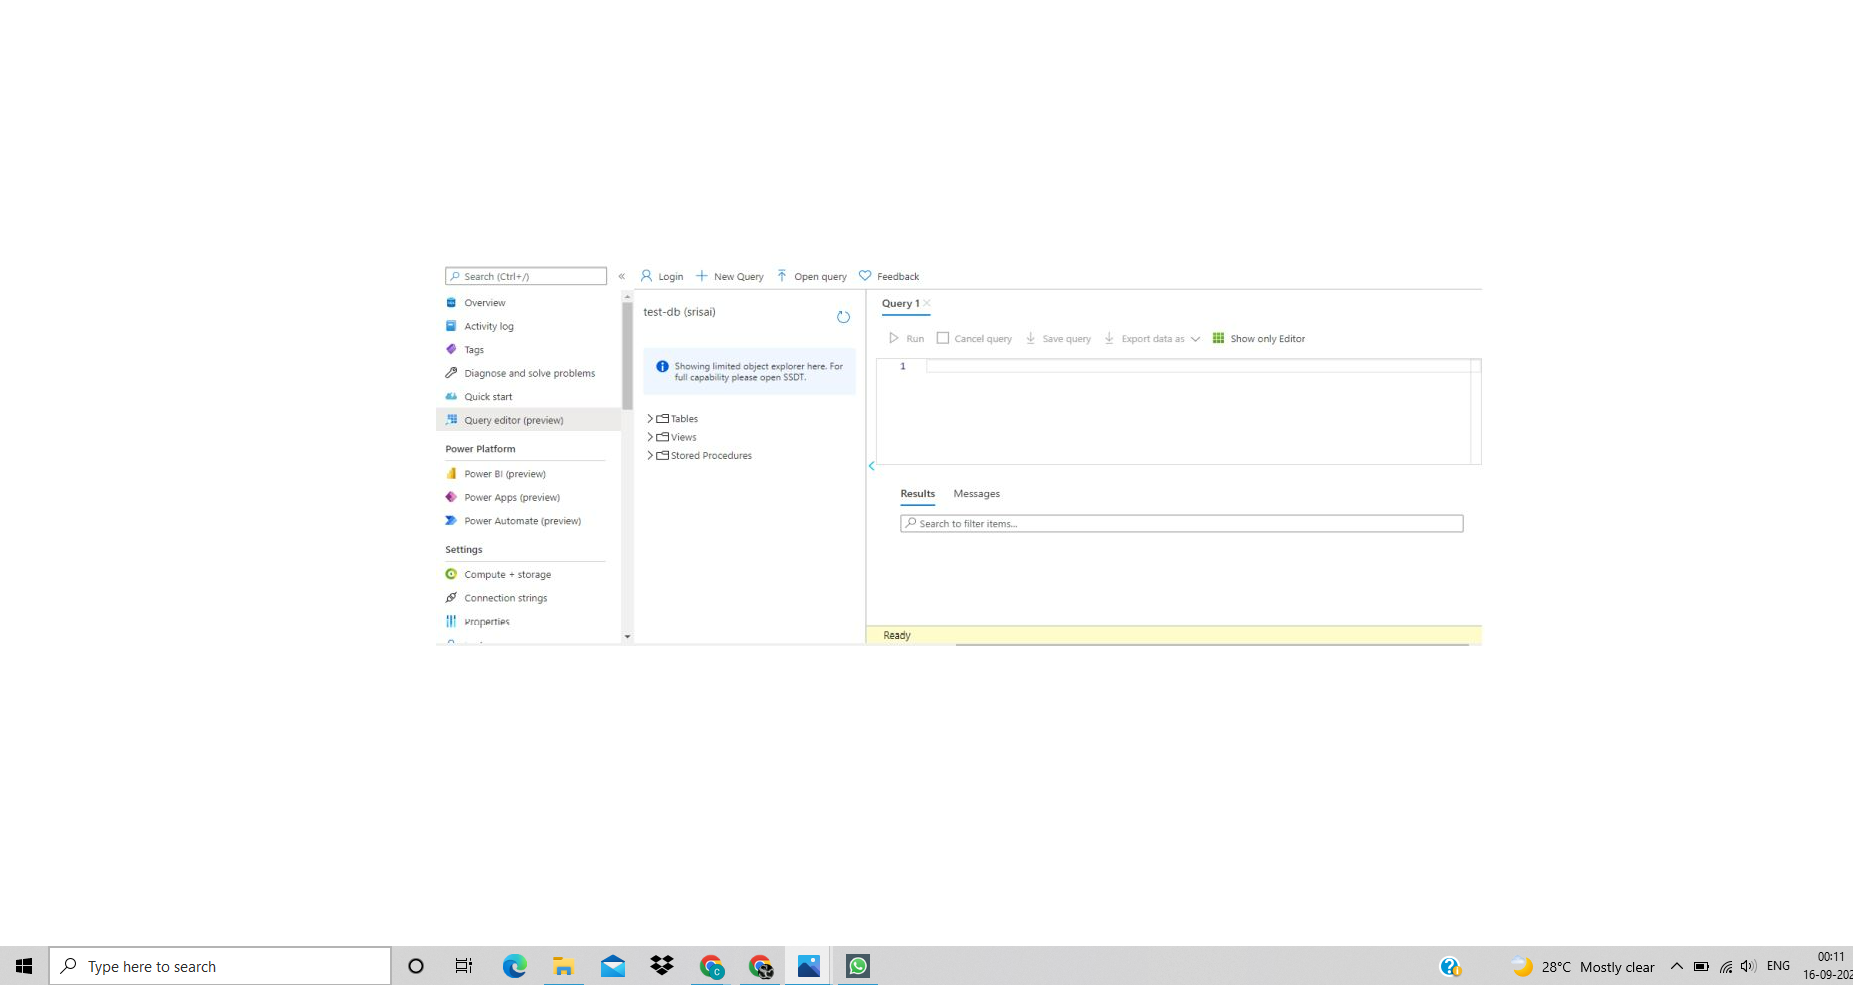 Search (Ctrl+/)
«
Login
New Query
Open query
Feedback
Overview
Activity log
Tags
Diagnose and solve problems
Quick start
Query editor (preview)
Power Platform
Power BI (preview)
Power Apps (preview)
Power Automate (preview)
Settings
Compute + storage
Connection strings
Properties
test-db (srisai)
Showing limited object explorer here. For
full capability please open SSDT.
Tables
Views
Stored Procedures
Query 1
Run
Cancel query
Save query
Export data as
Show only Editor
1
Results
Messages
Search to filter items...
Ready
Type here to search
28°C Mostly clear
ENG
00:11
16-09-202